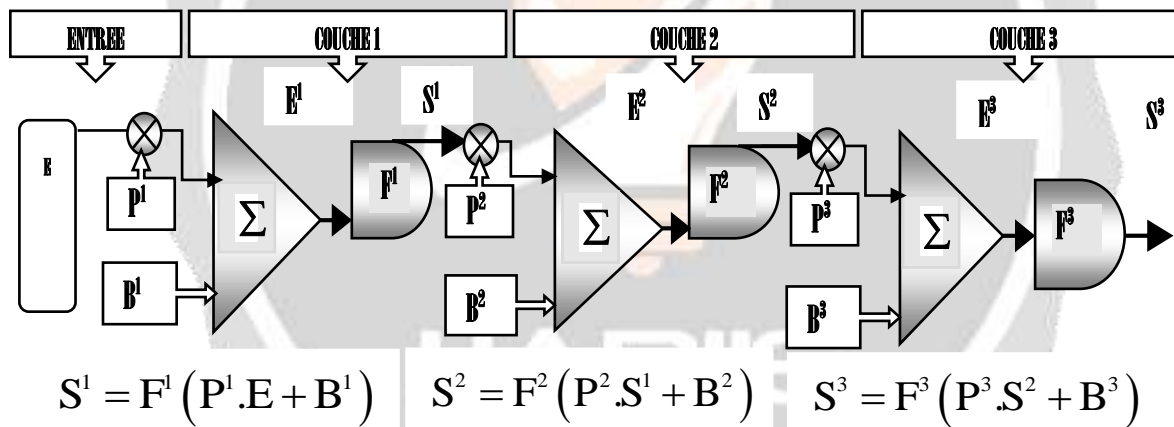 ENTREE COUCHE 1 COUCHE 2 COUCHE 3
E¹ S¹ E² S² E³ S³
E
P¹ Σ F¹ P² Σ F² P³ Σ F³
B¹ B² B³
S¹ = F¹ (P¹.E + B¹) S² = F² (P².S¹ + B²) S³ = F³ (P³.S² + B³)